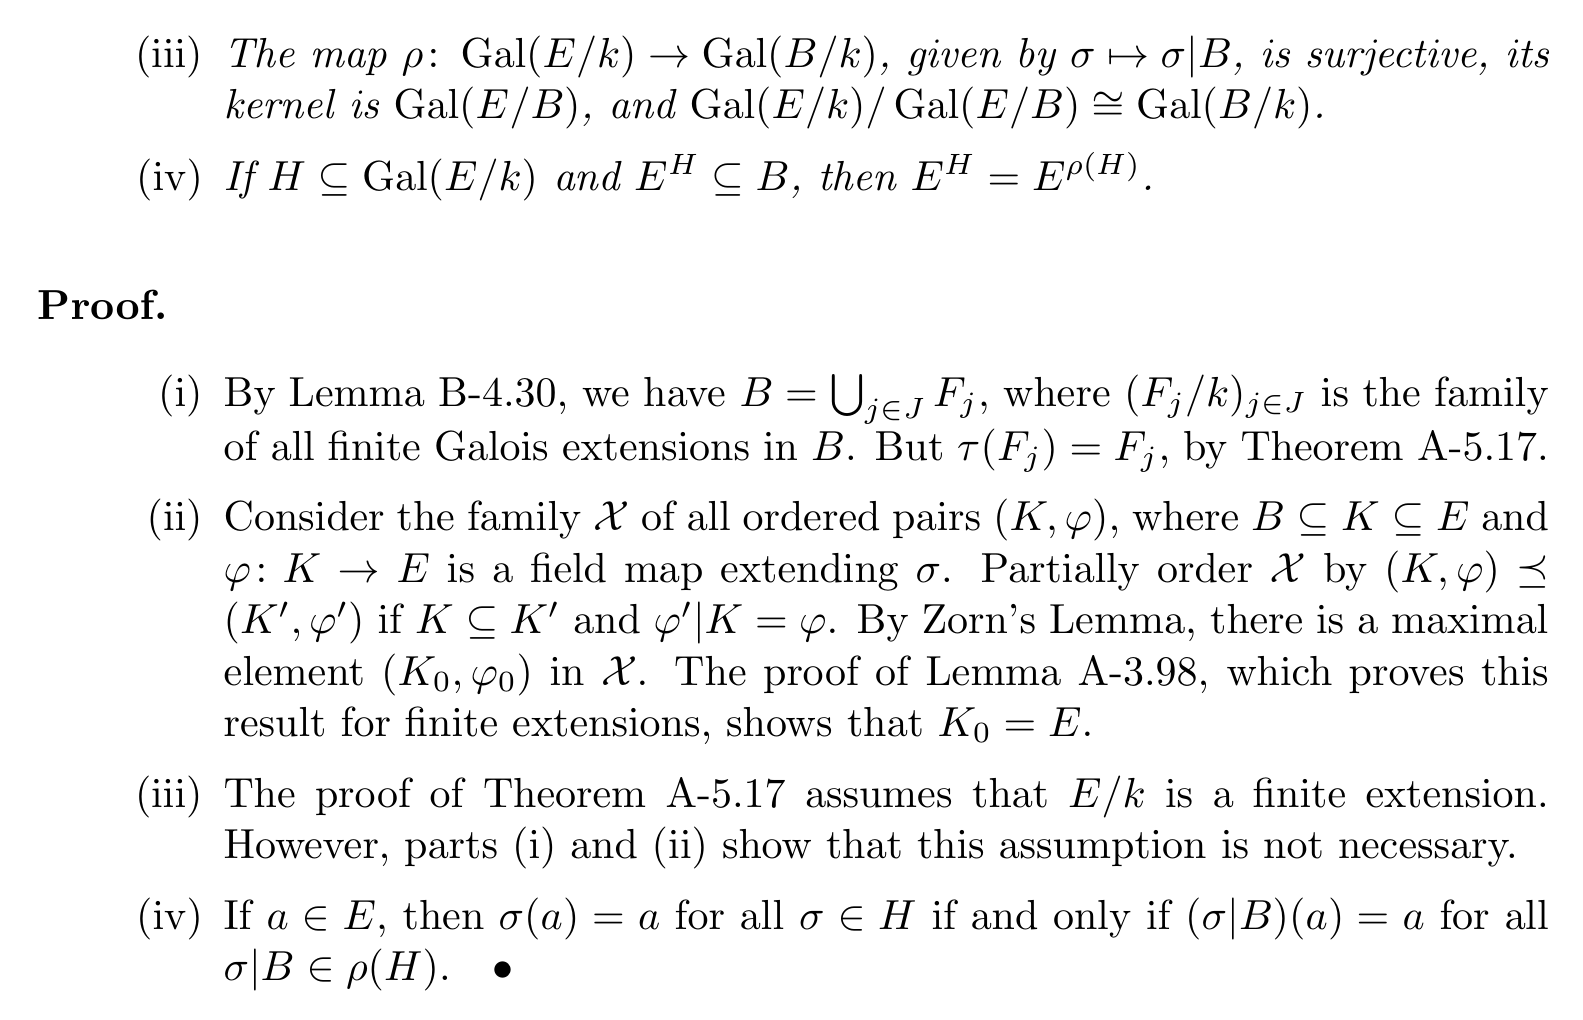 (iii) The map ρ: Gal(E/k) → Gal(B/k), given by σ ↦ σ|B, is surjective, its
kernel is Gal(E/B), and Gal(E/k)/ Gal(E/B) ≅ Gal(B/k).
(iv) If H ⊆ Gal(E/k) and E^H ⊆ B, then E^H = E^{ρ(H)}.
Proof.
(i) By Lemma B-4.30, we have B = ⋃_{j∈J} F_j, where (F_j/k)_{j∈J} is the family
of all finite Galois extensions in B. But τ(F_j) = F_j, by Theorem A-5.17.
(ii) Consider the family 𝒳 of all ordered pairs (K, φ), where B ⊆ K ⊆ E and
φ: K → E is a field map extending σ. Partially order 𝒳 by (K, φ) ⪯
(K′, φ′) if K ⊆ K′ and φ′|K = φ. By Zorn's Lemma, there is a maximal
element (K₀, φ₀) in 𝒳. The proof of Lemma A-3.98, which proves this
result for finite extensions, shows that K₀ = E.
(iii) The proof of Theorem A-5.17 assumes that E/k is a finite extension.
However, parts (i) and (ii) show that this assumption is not necessary.
(iv) If a ∈ E, then σ(a) = a for all σ ∈ H if and only if (σ|B)(a) = a for all
σ|B ∈ ρ(H). •